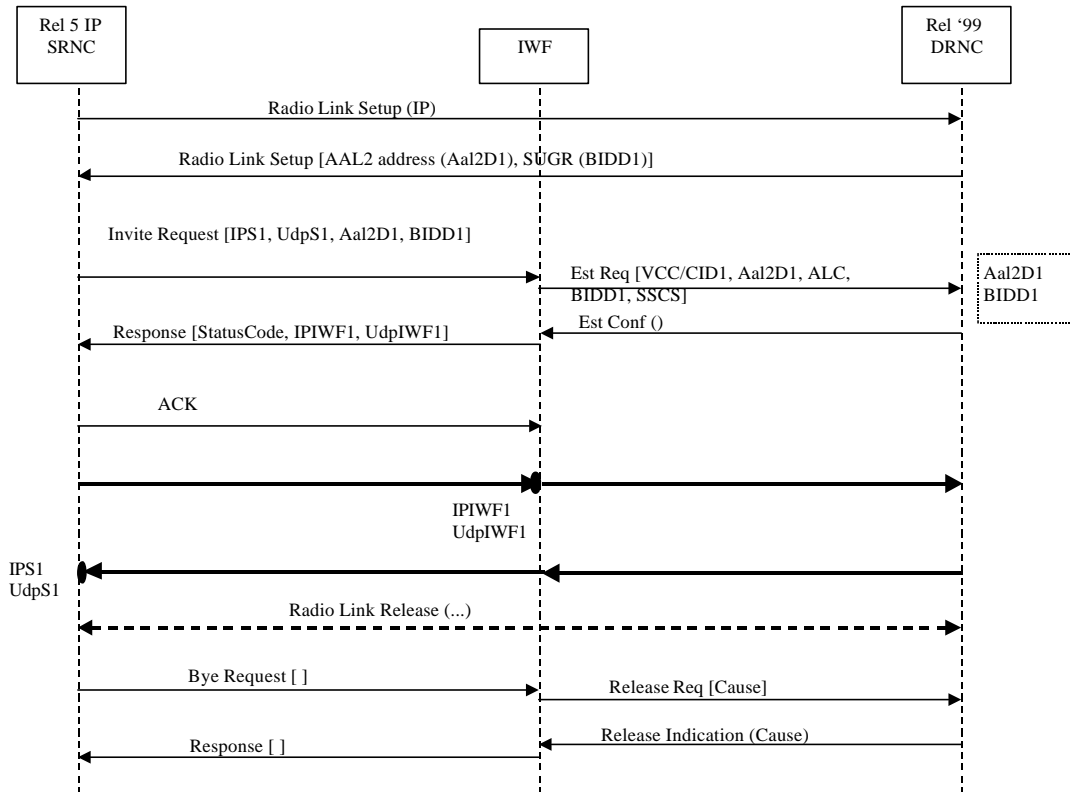 Rel 5 IP
SRNC
IWF
Rel ‘99
DRNC
Radio Link Setup (IP)
Radio Link Setup [AAL2 address (Aal2D1), SUGR (BIDD1)]
Invite Request [IPS1, UdpS1, Aal2D1, BIDD1]
Est Req [VCC/CID1, Aal2D1, ALC,
BIDD1, SSCS]
Aal2D1
BIDD1
Est Conf ()
Response [StatusCode, IPIWF1, UdpIWF1]
ACK
IPIWF1
UdpIWF1
IPS1
UdpS1
Radio Link Release (...)
Bye Request [ ]
Release Req [Cause]
Release Indication (Cause)
Response [ ]